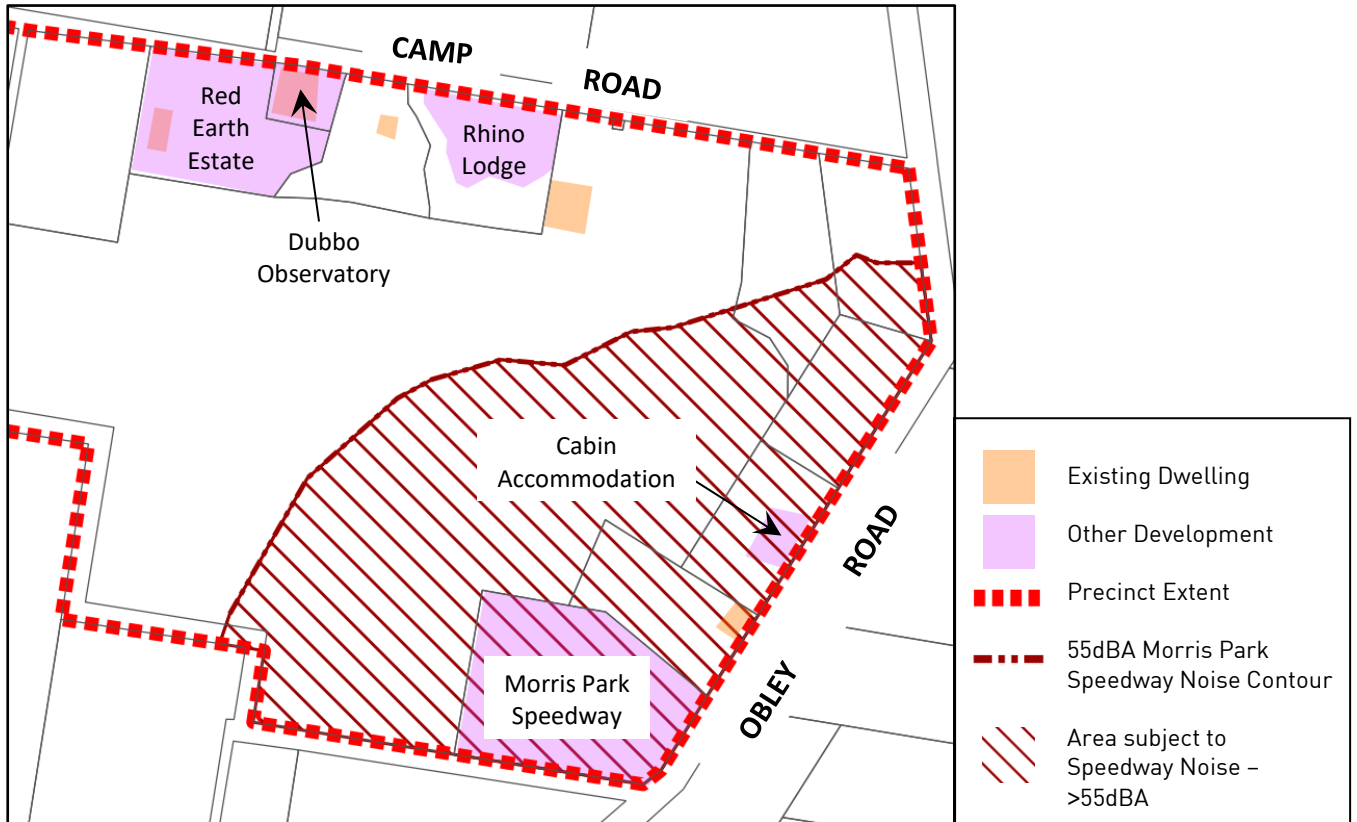 CAMP
ROAD
Red
Earth
Estate
Rhino
Lodge
Dubbo
Observatory
Cabin
Accommodation
ROAD
OBLEY
Morris Park
Speedway
Existing Dwelling
Other Development
Precinct Extent
55dBA Morris Park
Speedway Noise Contour
Area subject to
Speedway Noise –
>55dBA